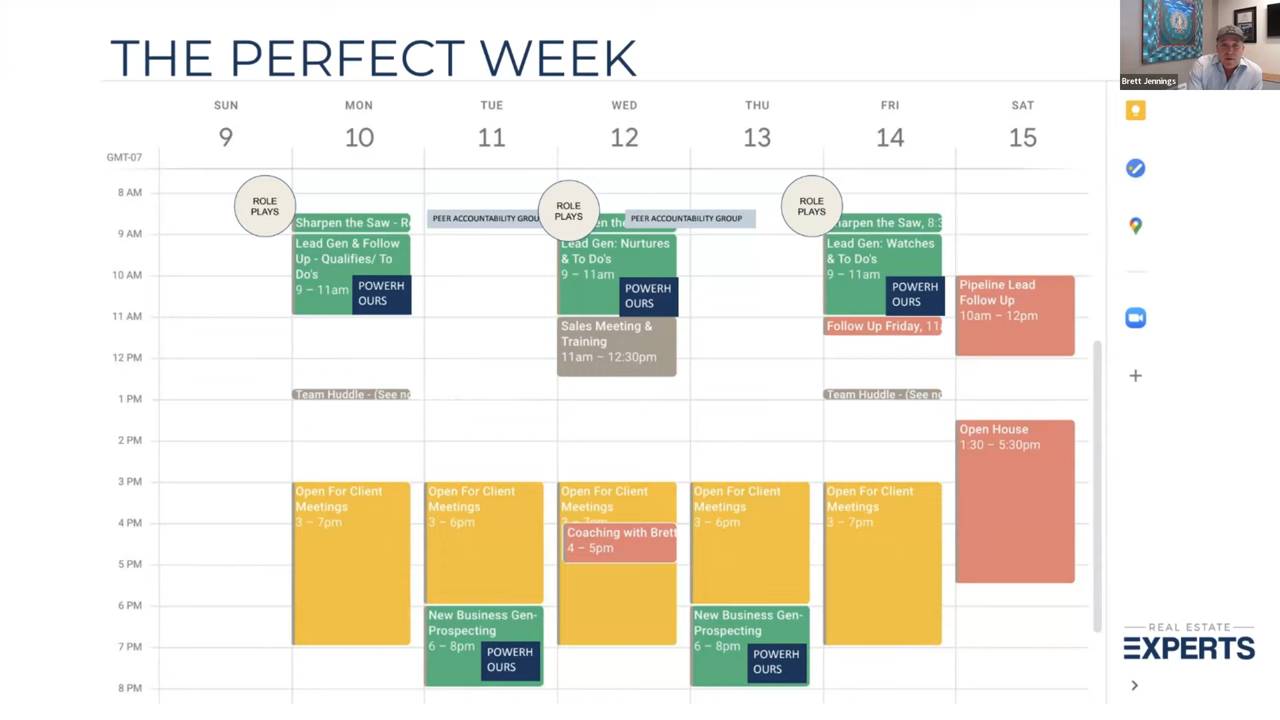 THE PERFECT WEEK
Brett Jennings
SUN MON TUE WED THU FRI SAT
9 10 11 12 13 14 15
GMT-07
8 AM
9 AM
10 AM
11 AM
12 PM
1 PM
2 PM
3 PM
4 PM
5 PM
6 PM
7 PM
8 PM
ROLE
PLAYS
Sharpen the Saw - R
Lead Gen & Follow
Up - Qualifies/ To
Do's
9 – 11am
POWERH
OURS
Team Huddle - (See no
Open For Client
Meetings
3 – 7pm
PEER ACCOUNTABILITY GROU
Open For Client
Meetings
3 – 6pm
New Business Gen-
Prospecting
6 – 8pm
POWERH
OURS
ROLE
PLAYS
en the
Lead Gen: Nurtures
& To Do's
9 – 11am
POWERH
OURS
Sales Meeting &
Training
11am – 12:30pm
Open For Client
Meetings
3 – 7pm
Coaching with Brett
4 – 5pm
PEER ACCOUNTABILITY GROUP
Open For Client
Meetings
3 – 6pm
New Business Gen-
Prospecting
6 – 8pm
POWERH
OURS
ROLE
PLAYS
arpen the Saw, 8:3
Lead Gen: Watches
& To Do's
9 – 11am
POWERH
OURS
Follow Up Friday, 11
Team Huddle - (See no
Open For Client
Meetings
3 – 7pm
Pipeline Lead
Follow Up
10am – 12pm
Open House
1:30 – 5:30pm
REAL ESTATE
EXPERTS